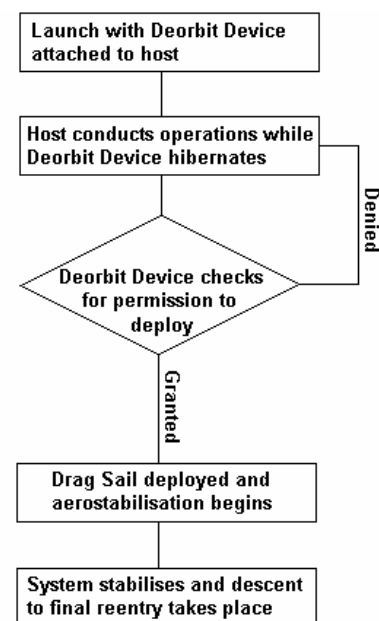 Launch with Deorbit Device
attached to host
Host conducts operations while
Deorbit Device hibernates
Denied
Deorbit Device checks
for permission to
deploy
Granted
Drag Sail deployed and
aerostabilisation begins
System stabilises and descent
to final reentry takes place